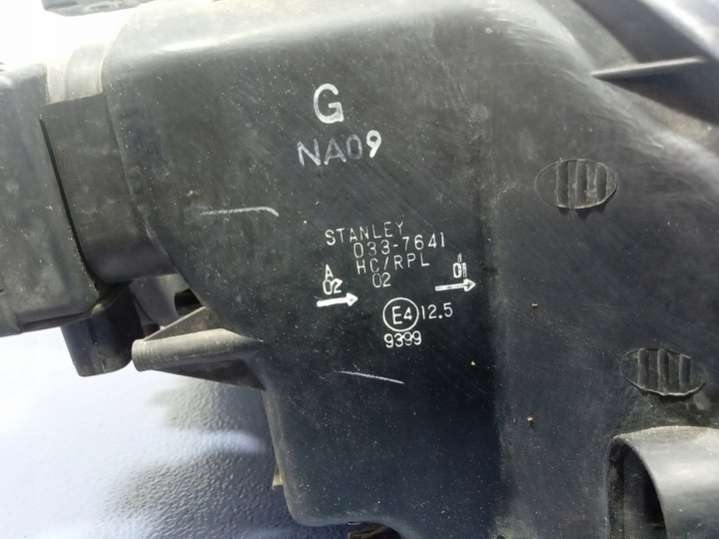 G
NA09
STANLEY
033-7641
HC/RPL
A 02 02 01
E4 12.5
9399